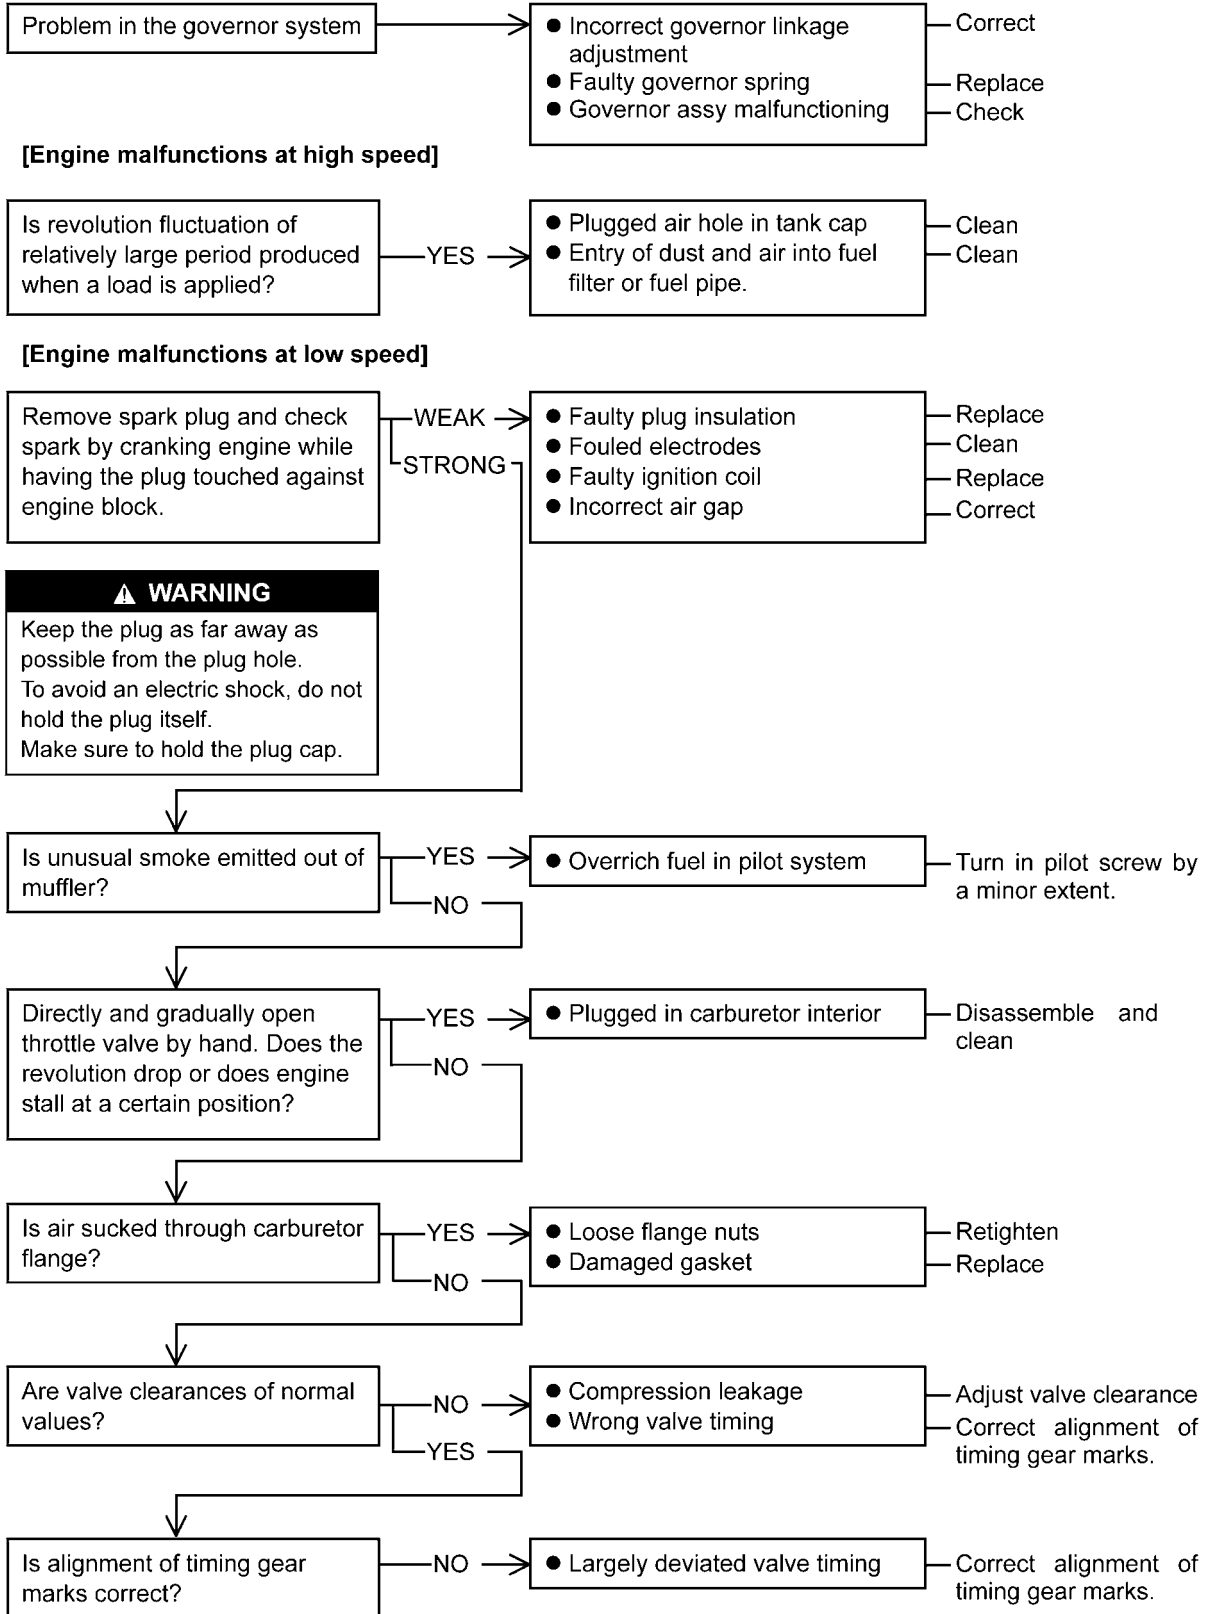 Problem in the governor system
● Incorrect governor linkage
adjustment
● Faulty governor spring
● Governor assy malfunctioning
Correct
Replace
Check
[Engine malfunctions at high speed]
Is revolution fluctuation of
relatively large period produced
when a load is applied?
YES
● Plugged air hole in tank cap
● Entry of dust and air into fuel
filter or fuel pipe.
Clean
Clean
[Engine malfunctions at low speed]
Remove spark plug and check
spark by cranking engine while
having the plug touched against
engine block.
WEAK
STRONG
● Faulty plug insulation
● Fouled electrodes
● Faulty ignition coil
● Incorrect air gap
Replace
Clean
Replace
Correct
⚠ WARNING
Keep the plug as far away as
possible from the plug hole.
To avoid an electric shock, do not
hold the plug itself.
Make sure to hold the plug cap.
Is unusual smoke emitted out of
muffler?
YES
NO
● Overrich fuel in pilot system
Turn in pilot screw by
a minor extent.
Directly and gradually open
throttle valve by hand. Does the
revolution drop or does engine
stall at a certain position?
YES
NO
● Plugged in carburetor interior
Disassemble and
clean
Is air sucked through carburetor
flange?
YES
NO
● Loose flange nuts
● Damaged gasket
Retighten
Replace
Are valve clearances of normal
values?
NO
YES
● Compression leakage
● Wrong valve timing
Adjust valve clearance
Correct alignment of
timing gear marks.
Is alignment of timing gear
marks correct?
NO
● Largely deviated valve timing
Correct alignment of
timing gear marks.